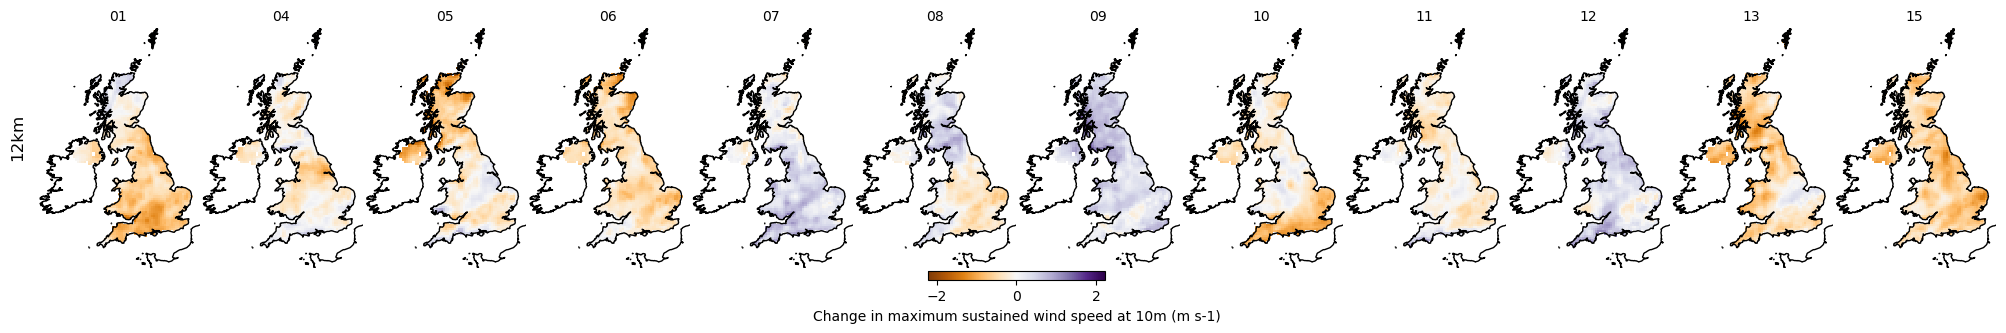 01 04 05 06 07 08 09 10 11 12 13 15
12km
−2 0 2
Change in maximum sustained wind speed at 10m (m s-1)